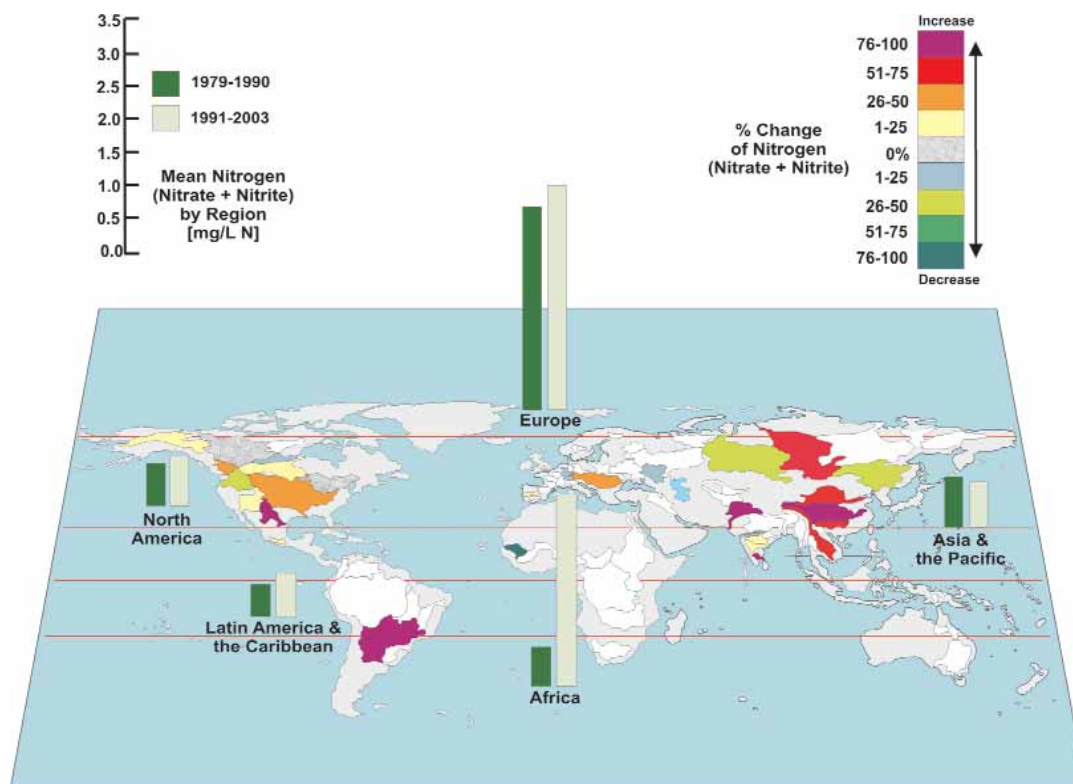 3.5
3.0
2.5
2.0
1.5
1.0
0.5
0.0
1979-1990
1991-2003
Mean Nitrogen
(Nitrate + Nitrite)
by Region
[mg/L N]
Increase
76-100
51-75
26-50
1-25
0%
1-25
26-50
51-75
76-100
Decrease
% Change
of Nitrogen
(Nitrate + Nitrite)
Europe
North
America
Asia &
the Pacific
Latin America &
the Caribbean
Africa